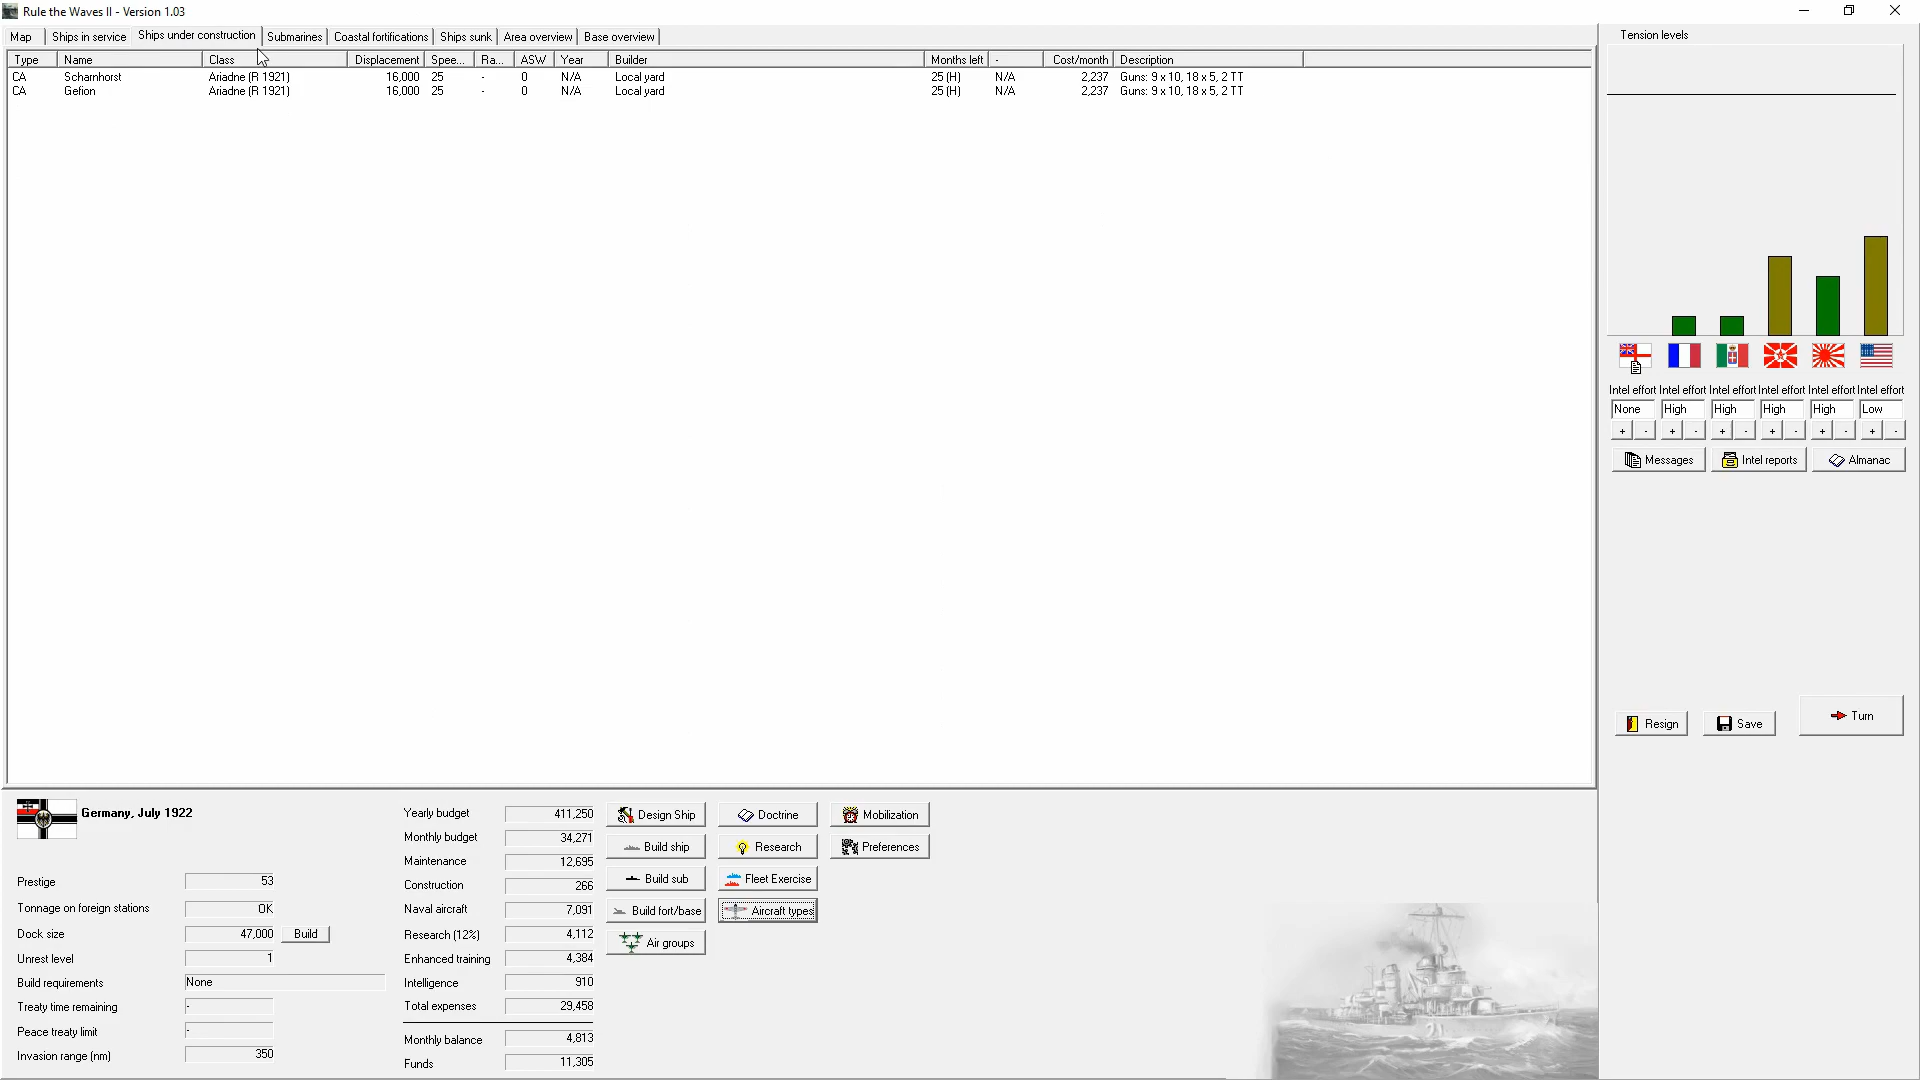 Rule the Waves II - Version 1.03
Map Ships in service Ships under construction Submarines Coastal fortifications Ships sunk Area overview Base overview
Type Name Class Displacement Spee... Ra... ASW Year Builder Months left - Cost/month Description
CA Scharnhorst Ariadne (R 1921) 16,000 25 - 0 N/A Local yard 25 (H) N/A 2,237 Guns: 9 x 10, 18 x 5, 2 TT
CA Gefion Ariadne (R 1921) 16,000 25 - 0 N/A Local yard 25 (H) N/A 2,237 Guns: 9 x 10, 18 x 5, 2 TT
Tension levels
Intel effort Intel effort Intel effort Intel effort Intel effort Intel effort
None High High High High Low
+ - + - + - + - + - + -
Messages Intel reports Almanac
Resign Save Turn
Germany, July 1922
Prestige 53
Tonnage on foreign stations OK
Dock size 47,000 Build
Unrest level 1
Build requirements None
Treaty time remaining -
Peace treaty limit -
Invasion range (nm) 350
Yearly budget 411,250
Monthly budget 34,271
Maintenance 12,695
Construction 266
Naval aircraft 7,091
Research (12%) 4,112
Enhanced training 4,384
Intelligence 910
Total expenses 29,458
Monthly balance 4,813
Funds 11,305
Design Ship Doctrine Mobilization
Build ship Research Preferences
Build sub Fleet Exercise
Build fort/base Aircraft types
Air groups